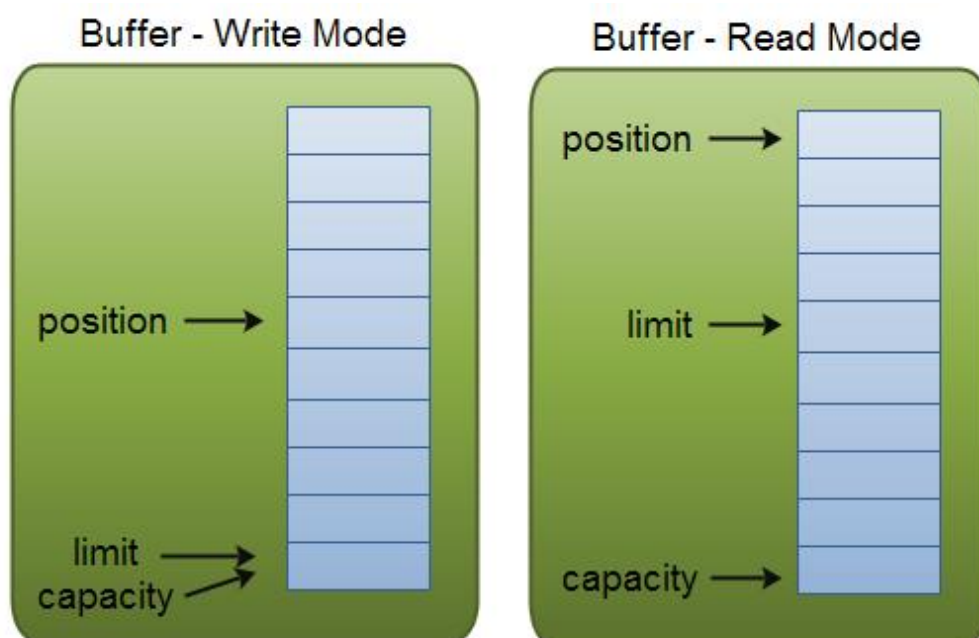 Buffer - Write Mode
position
limit
capacity
Buffer - Read Mode
position
limit
capacity